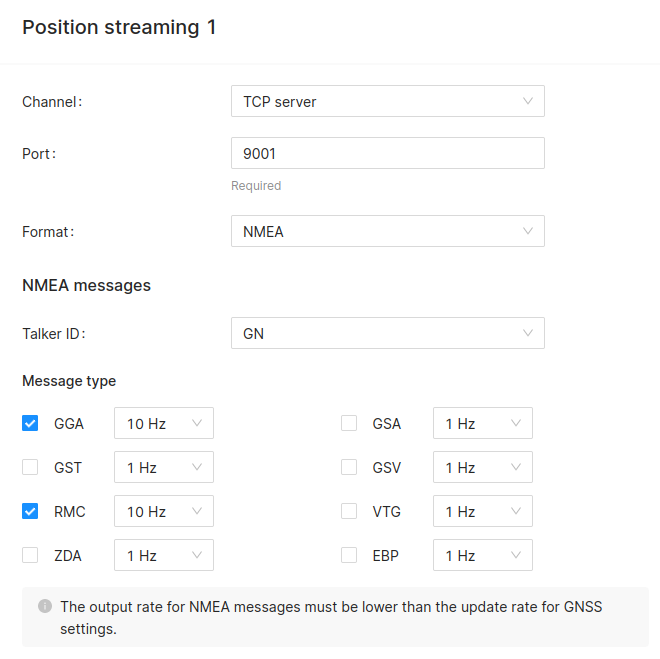 Position streaming 1
Channel: TCP server
Port: 9001
Required
Format: NMEA
NMEA messages
Talker ID: GN
Message type
GGA 10 Hz GSA 1 Hz
GST 1 Hz GSV 1 Hz
RMC 10 Hz VTG 1 Hz
ZDA 1 Hz EBP 1 Hz
The output rate for NMEA messages must be lower than the update rate for GNSS
settings.